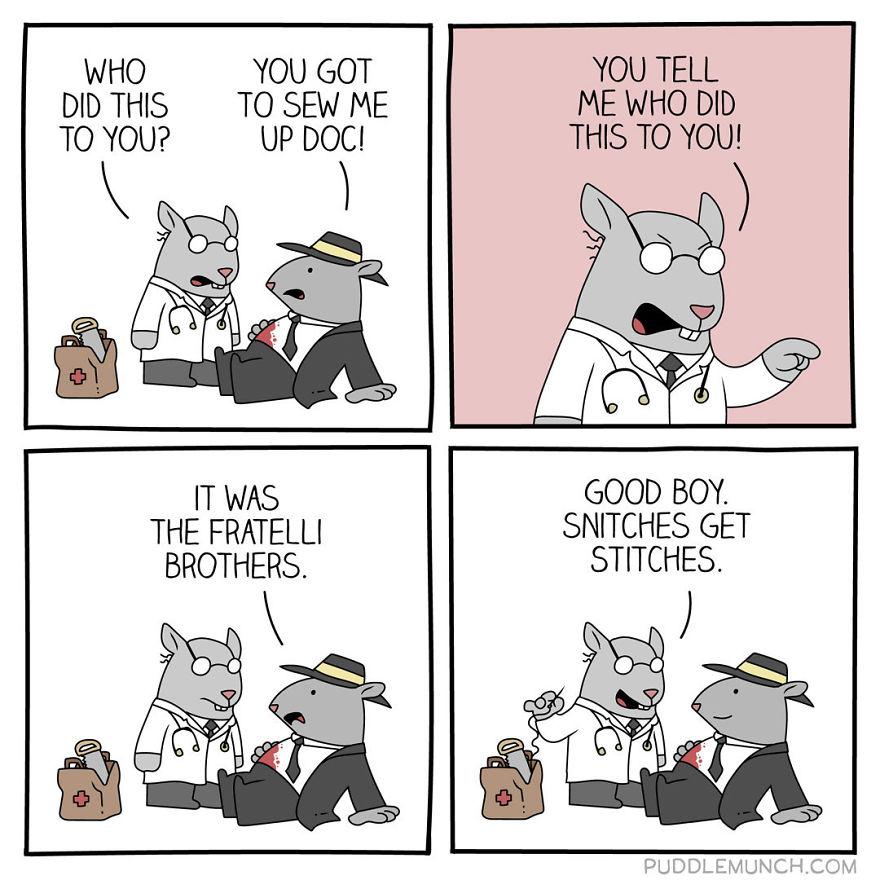 WHO
DID THIS
TO YOU?
YOU GOT
TO SEW ME
UP DOC!
YOU TELL
ME WHO DID
THIS TO YOU!
IT WAS
THE FRATELLI
BROTHERS.
GOOD BOY.
SNITCHES GET
STITCHES.
PUDDLEMUNCH.COM